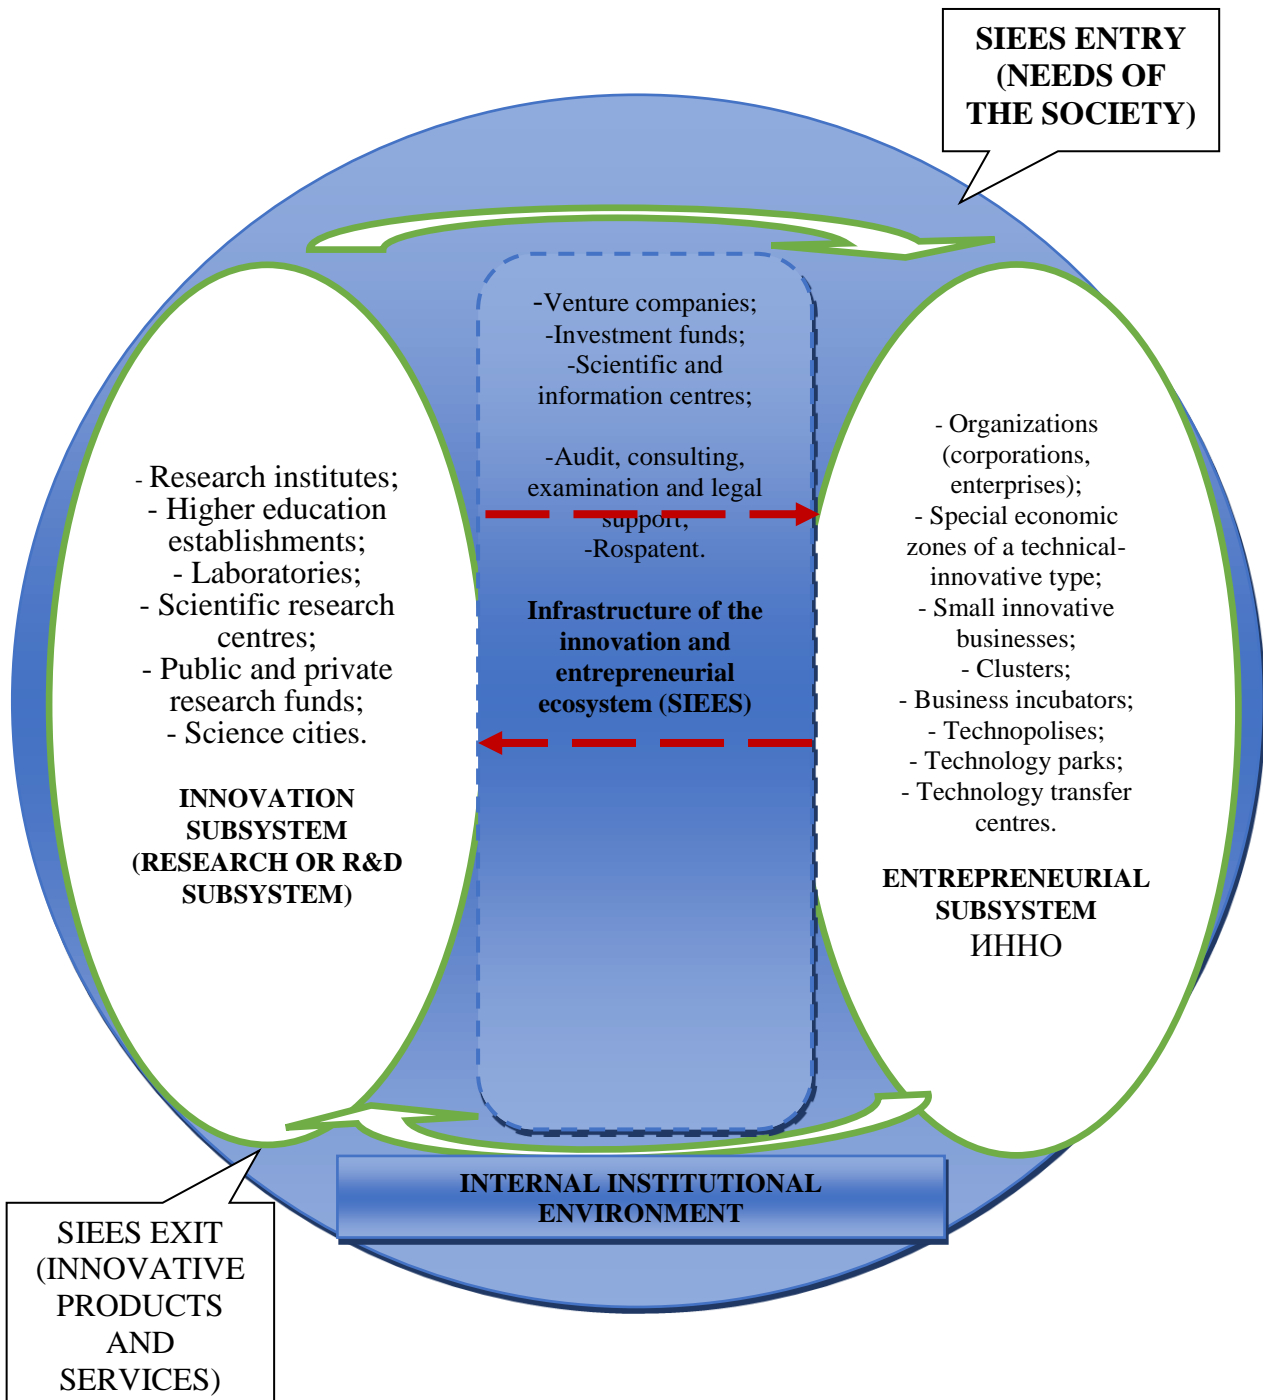 SIEES ENTRY
(NEEDS OF
THE SOCIETY)
-Venture companies;
-Investment funds;
-Scientific and
information centres;
-Audit, consulting,
examination and legal
support;
-Rospatent.
Infrastructure of the
innovation and
entrepreneurial
ecosystem (SIEES)
- Research institutes;
- Higher education
establishments;
- Laboratories;
- Scientific research
centres;
- Public and private
research funds;
- Science cities.
INNOVATION
SUBSYSTEM
(RESEARCH OR R&D
SUBSYSTEM)
- Organizations
(corporations,
enterprises);
- Special economic
zones of a technical-
innovative type;
- Small innovative
businesses;
- Clusters;
- Business incubators;
- Technopolises;
- Technology parks;
- Technology transfer
centres.
ENTREPRENEURIAL
SUBSYSTEM
ИННО
INTERNAL INSTITUTIONAL
ENVIRONMENT
SIEES EXIT
(INNOVATIVE
PRODUCTS
AND
SERVICES)